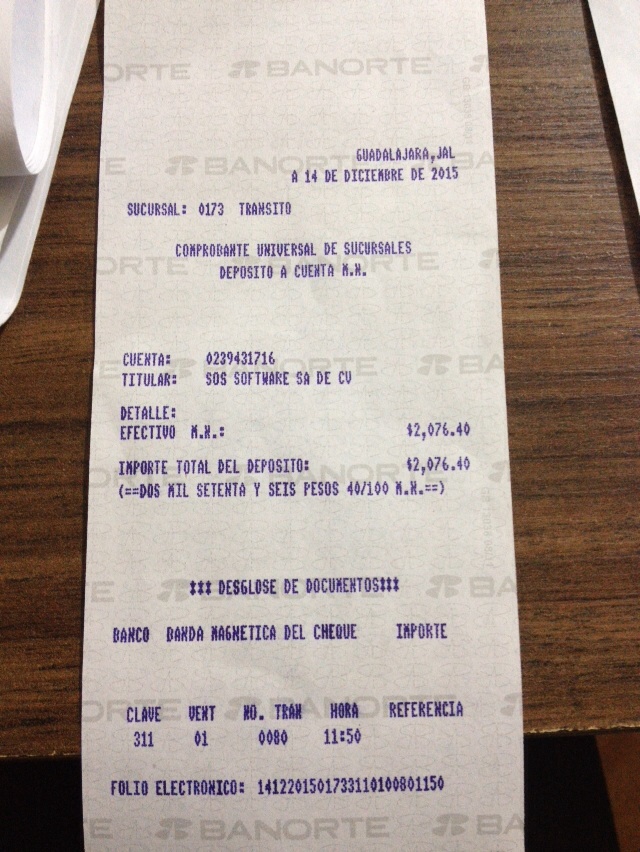 GUADALAJARA,JAL
A 14 DE DICIEMBRE DE 2015
SUCURSAL: 0173 TRANSITO
COMPROBANTE UNIVERSAL DE SUCURSALES
DEPOSITO A CUENTA M.N.
CUENTA: 0239431716
TITULAR: SOS SOFTWARE SA DE CV
DETALLE:
EFECTIVO M.N.: $2,076.40
IMPORTE TOTAL DEL DEPOSITO: $2,076.40
(==DOS MIL SETENTA Y SEIS PESOS 40/100 M.N.==)
*** DESGLOSE DE DOCUMENTOS***
BANCO BANDA MAGNETICA DEL CHEQUE IMPORTE
CLAVE VENT NO. TRAN HORA REFERENCIA
311 01 0080 11:50
FOLIO ELECTRONICO: 1412201501733110100801150
BANORTE